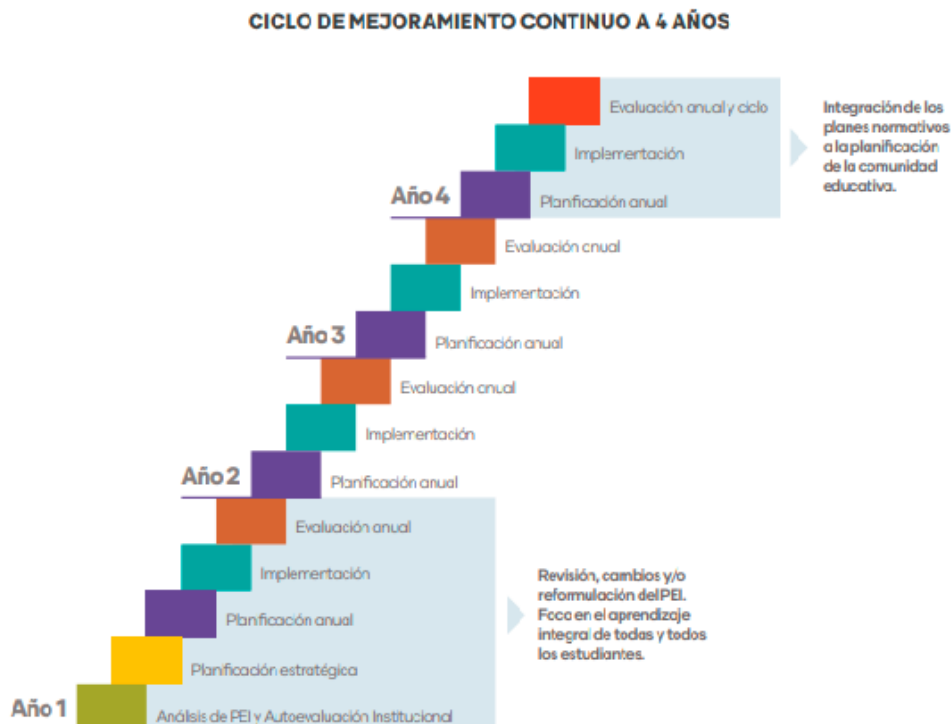 CICLO DE MEJORAMIENTO CONTINUO A 4 AÑOS
Evaluación anual y ciclo
Implementación
Año 4
Planificación anual
Integración de los
planes normativos
a la planificación
de la comunidad
educativa.
Evaluación anual
Implementación
Año 3
Planificación anual
Evaluación anual
Implementación
Año 2
Planificación anual
Evaluación anual
Implementación
Planificación anual
Planificación estratégica
Año 1
Análisis de PEI y Autoevaluación Institucional
Revisión, cambios y/o
reformulación del PEI.
Foco en el aprendizaje
integral de todas y todos
los estudiantes.